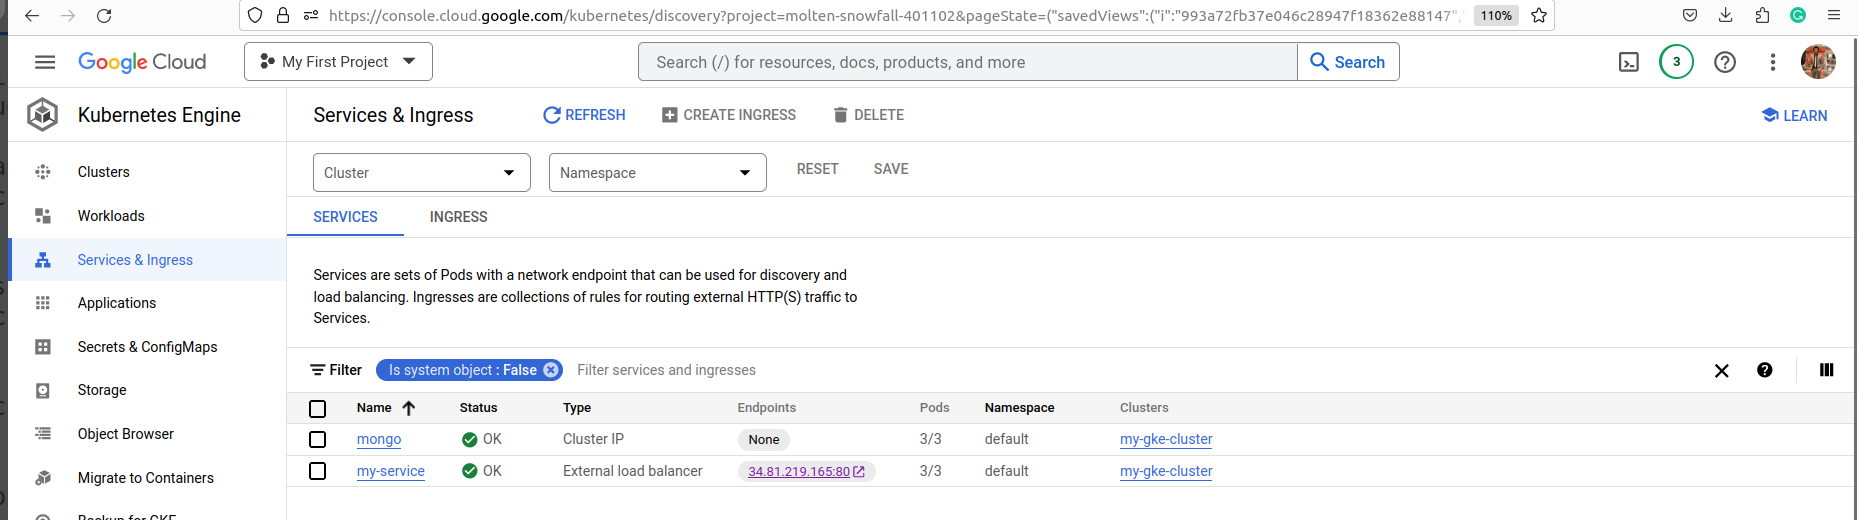 https://console.cloud.google.com/kubernetes/discovery?project=molten-snowfall-401102&pageState=("savedViews":("i":"993a72fb37e046c28947f18362e88147",
110%
Google Cloud
My First Project
Search (/) for resources, docs, products, and more
Search
3
Kubernetes Engine
Services & Ingress
REFRESH
CREATE INGRESS
DELETE
LEARN
Clusters
Workloads
Services & Ingress
Applications
Secrets & ConfigMaps
Storage
Object Browser
Migrate to Containers
Backup for GKE
Cluster
Namespace
RESET
SAVE
SERVICES
INGRESS
Services are sets of Pods with a network endpoint that can be used for discovery and
load balancing. Ingresses are collections of rules for routing external HTTP(S) traffic to
Services.
Filter
Is system object : False
Filter services and ingresses
Name Status Type Endpoints Pods Namespace Clusters
mongo OK Cluster IP None 3/3 default my-gke-cluster
my-service OK External load balancer 34.81.219.165:80 3/3 default my-gke-cluster